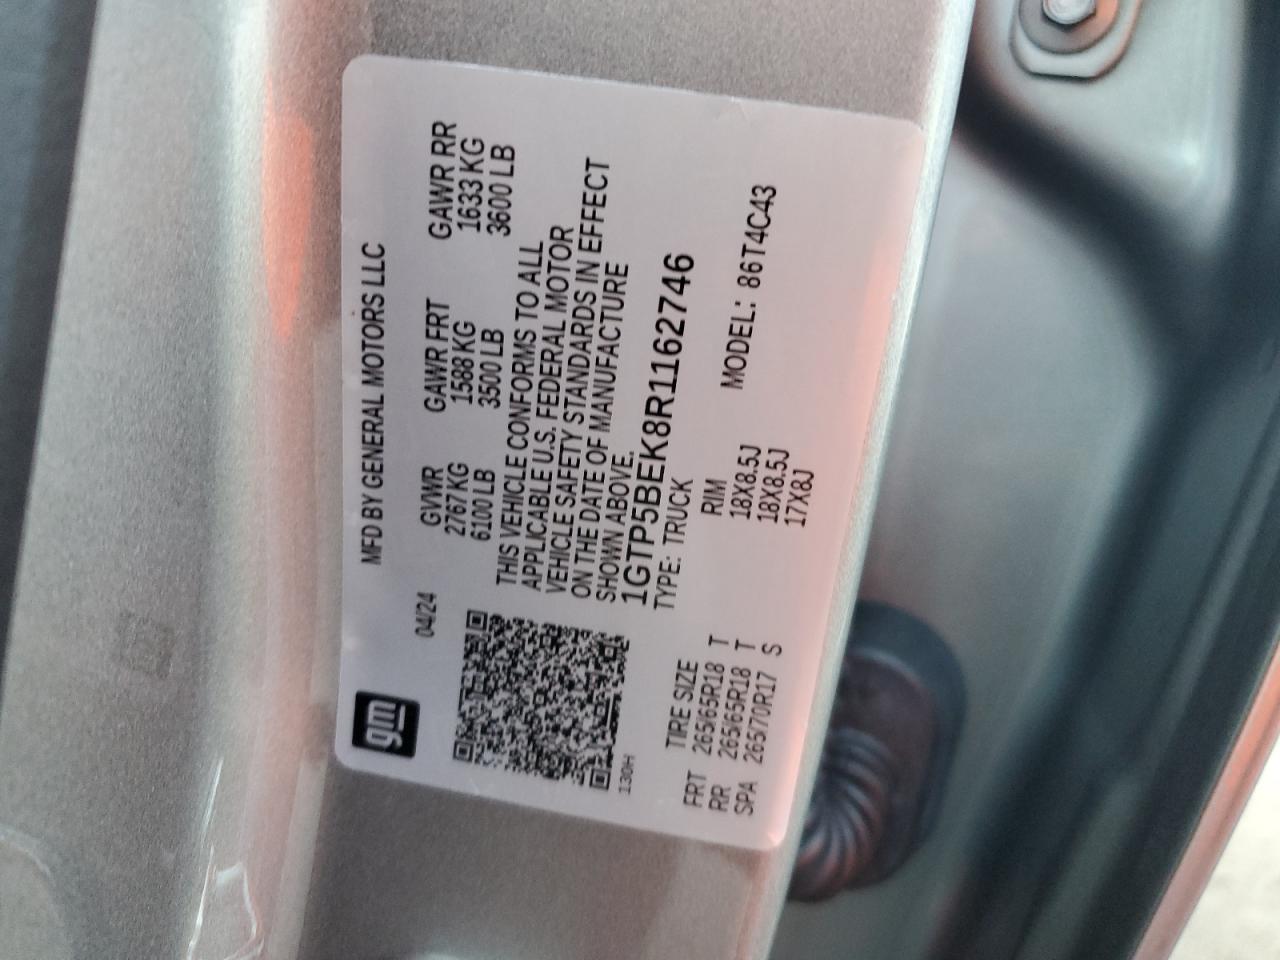 gm
MFD BY GENERAL MOTORS LLC
04/24
GVWR GAWR FRT GAWR RR
2767 KG 1588 KG 1633 KG
6100 LB 3500 LB 3600 LB
THIS VEHICLE CONFORMS TO ALL
APPLICABLE U.S. FEDERAL MOTOR
VEHICLE SAFETY STANDARDS IN EFFECT
ON THE DATE OF MANUFACTURE
SHOWN ABOVE.
1GTP5BEK8R1162746
TYPE: TRUCK
130H
MODEL: 86T4C43
TIRE SIZE RIM
FRT 265/65R18 T 18X8.5J
RR 265/65R18 T 18X8.5J
SPA 265/70R17 S 17X8J